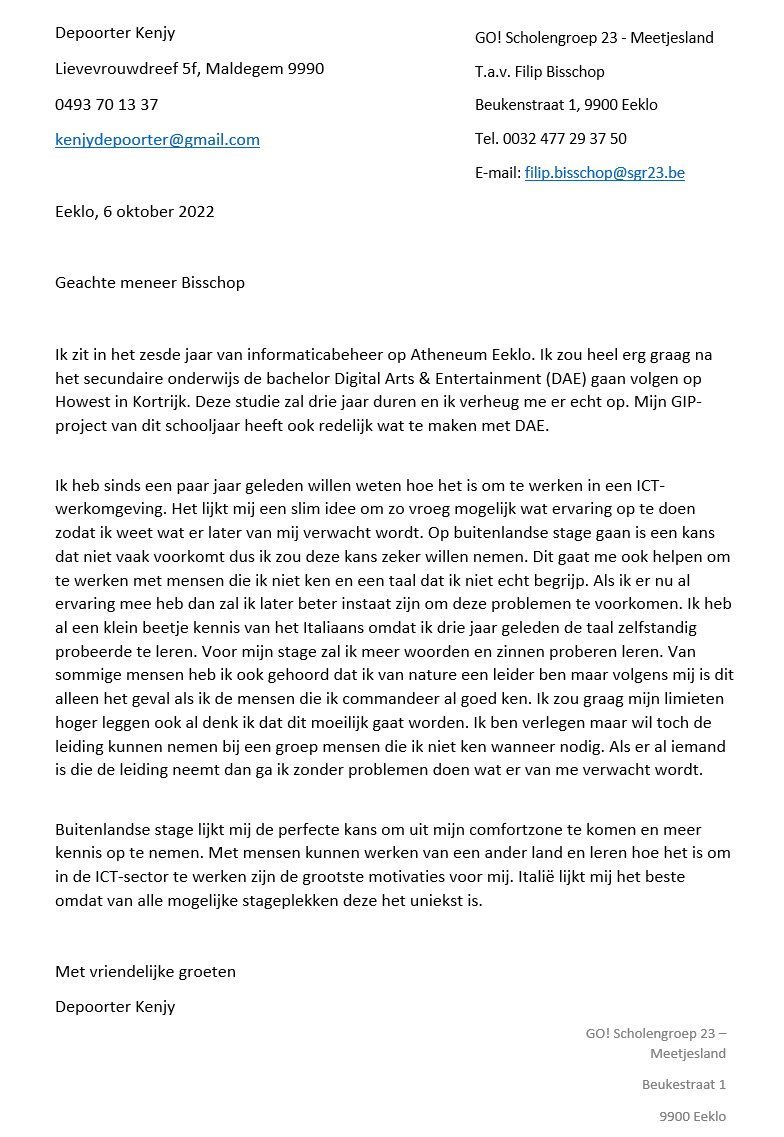 Depoorter Kenjy
Lievevrouwdreef 5f, Maldegem 9990
0493 70 13 37
kenjydepoorter@gmail.com
GO! Scholengroep 23 - Meetjesland
T.a.v. Filip Bisschop
Beukenstraat 1, 9900 Eeklo
Tel. 0032 477 29 37 50
E-mail: filip.bisschop@sgr23.be
Eeklo, 6 oktober 2022
Geachte meneer Bisschop
Ik zit in het zesde jaar van informaticabeheer op Atheneum Eeklo. Ik zou heel erg graag na
het secundaire onderwijs de bachelor Digital Arts & Entertainment (DAE) gaan volgen op
Howest in Kortrijk. Deze studie zal drie jaar duren en ik verheug me er echt op. Mijn GIP-
project van dit schooljaar heeft ook redelijk wat te maken met DAE.
Ik heb sinds een paar jaar geleden willen weten hoe het is om te werken in een ICT-
werkomgeving. Het lijkt mij een slim idee om zo vroeg mogelijk wat ervaring op te doen
zodat ik weet wat er later van mij verwacht wordt. Op buitenlandse stage gaan is een kans
dat niet vaak voorkomt dus ik zou deze kans zeker willen nemen. Dit gaat me ook helpen om
te werken met mensen die ik niet ken en een taal dat ik niet echt begrijp. Als ik er nu al
ervaring mee heb dan zal ik later beter instaat zijn om deze problemen te voorkomen. Ik heb
al een klein beetje kennis van het Italiaans omdat ik drie jaar geleden de taal zelfstandig
probeerde te leren. Voor mijn stage zal ik meer woorden en zinnen proberen leren. Van
sommige mensen heb ik ook gehoord dat ik van nature een leider ben maar volgens mij is dit
alleen het geval als ik de mensen die ik commandeer al goed ken. Ik zou graag mijn limieten
hoger leggen ook al denk ik dat dit moeilijk gaat worden. Ik ben verlegen maar wil toch de
leiding kunnen nemen bij een groep mensen die ik niet ken wanneer nodig. Als er al iemand
is die de leiding neemt dan ga ik zonder problemen doen wat er van me verwacht wordt.
Buitenlandse stage lijkt mij de perfecte kans om uit mijn comfortzone te komen en meer
kennis op te nemen. Met mensen kunnen werken van een ander land en leren hoe het is om
in de ICT-sector te werken zijn de grootste motivaties voor mij. Italië lijkt mij het beste
omdat van alle mogelijke stageplekken deze het uniekst is.
Met vriendelijke groeten
Depoorter Kenjy
GO! Scholengroep 23 –
Meetjesland
Beukestraat 1
9900 Eeklo